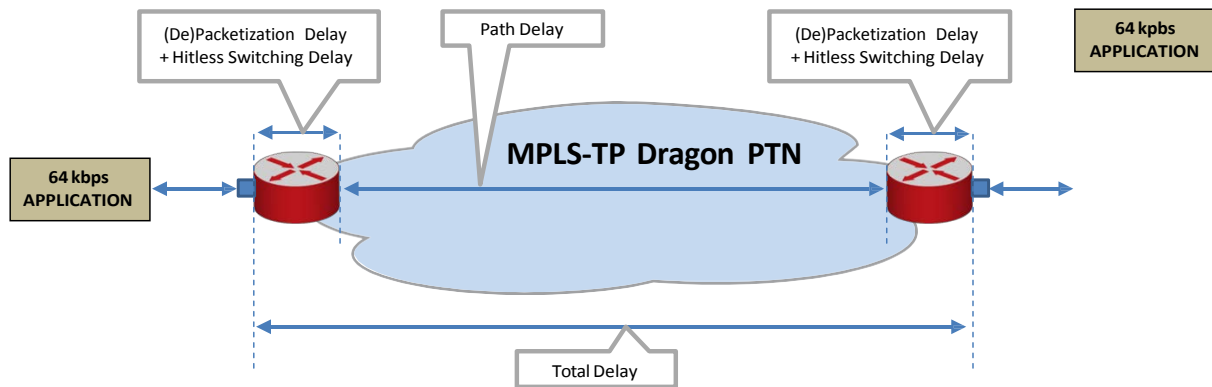 (De)Packetization Delay
+ Hitless Switching Delay
Path Delay
(De)Packetization Delay
+ Hitless Switching Delay
64 kpbs
APPLICATION
MPLS-TP Dragon PTN
64 kbps
APPLICATION
Total Delay